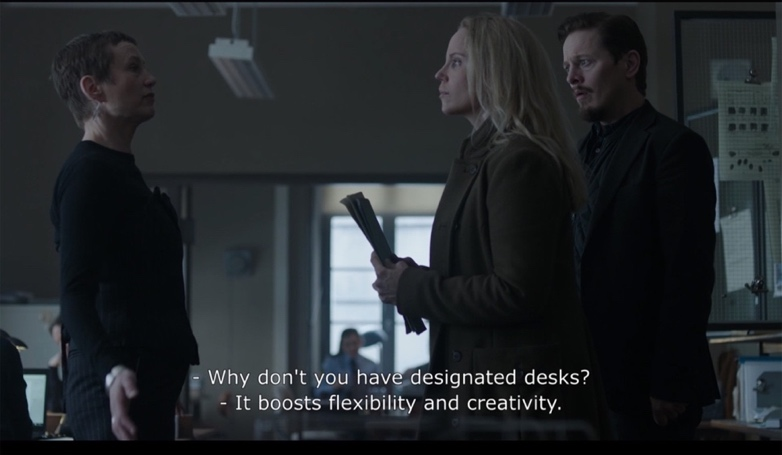 - Why don't you have designated desks?
- It boosts flexibility and creativity.